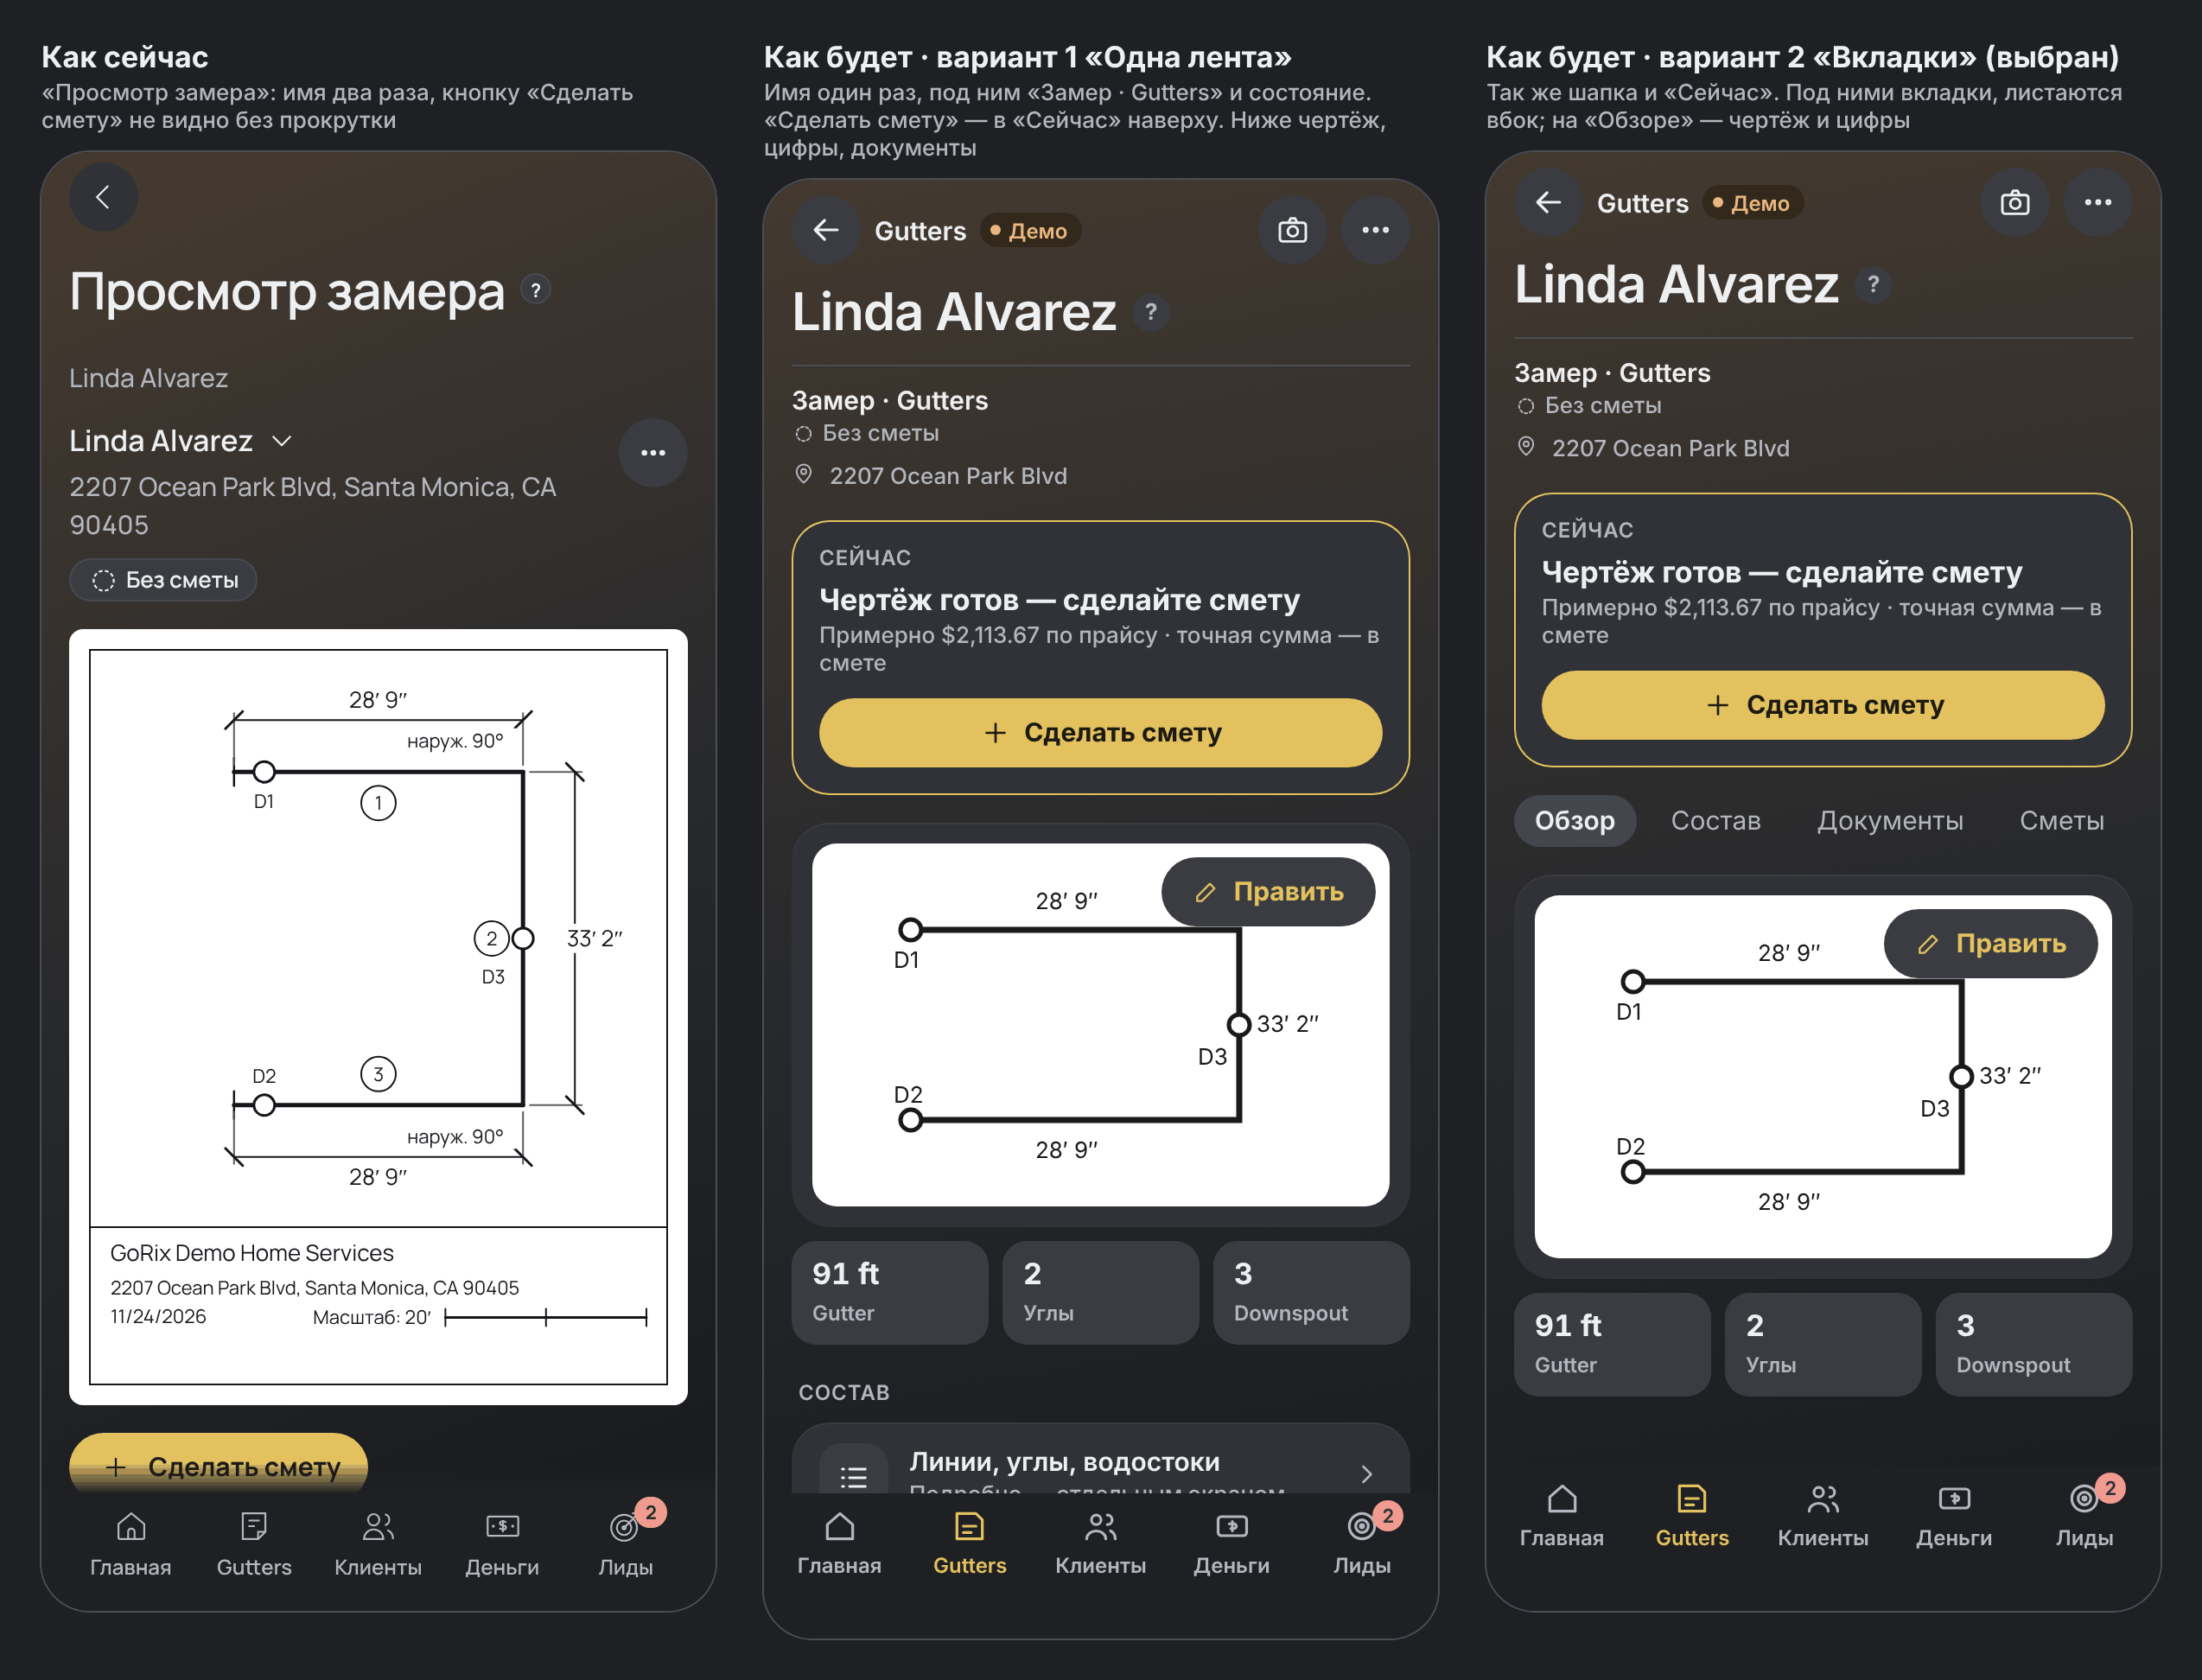 Как сейчас
«Просмотр замера»: имя два раза, кнопку «Сделать
смету» не видно без прокрутки
Просмотр замера ?
Linda Alvarez
Linda Alvarez
2207 Ocean Park Blvd, Santa Monica, CA
90405
Без сметы
28′ 9″
наруж. 90°
D1
1
2
33′ 2″
D3
D2
3
наруж. 90°
28′ 9″
GoRix Demo Home Services
2207 Ocean Park Blvd, Santa Monica, CA 90405
11/24/2026 Масштаб: 20′
+ Сделать смету
2
Главная Gutters Клиенты Деньги Лиды
Как будет · вариант 1 «Одна лента»
Имя один раз, под ним «Замер · Gutters» и состояние.
«Сделать смету» — в «Сейчас» наверху. Ниже чертёж,
цифры, документы
Gutters Демо
Linda Alvarez ?
Замер · Gutters
Без сметы
2207 Ocean Park Blvd
СЕЙЧАС
Чертёж готов — сделайте смету
Примерно $2,113.67 по прайсу · точная сумма — в
смете
+ Сделать смету
Править
28′ 9″
D1
33′ 2″
D3
D2
28′ 9″
91 ft 2 3
Gutter Углы Downspout
СОСТАВ
Линии, углы, водостоки
Подробно — отдельным экраном
2
Главная Gutters Клиенты Деньги Лиды
Как будет · вариант 2 «Вкладки» (выбран)
Так же шапка и «Сейчас». Под ними вкладки, листаются
вбок; на «Обзоре» — чертёж и цифры
Gutters Демо
Linda Alvarez ?
Замер · Gutters
Без сметы
2207 Ocean Park Blvd
СЕЙЧАС
Чертёж готов — сделайте смету
Примерно $2,113.67 по прайсу · точная сумма — в
смете
+ Сделать смету
Обзор Состав Документы Сметы
Править
28′ 9″
D1
33′ 2″
D3
D2
28′ 9″
91 ft 2 3
Gutter Углы Downspout
2
Главная Gutters Клиенты Деньги Лиды